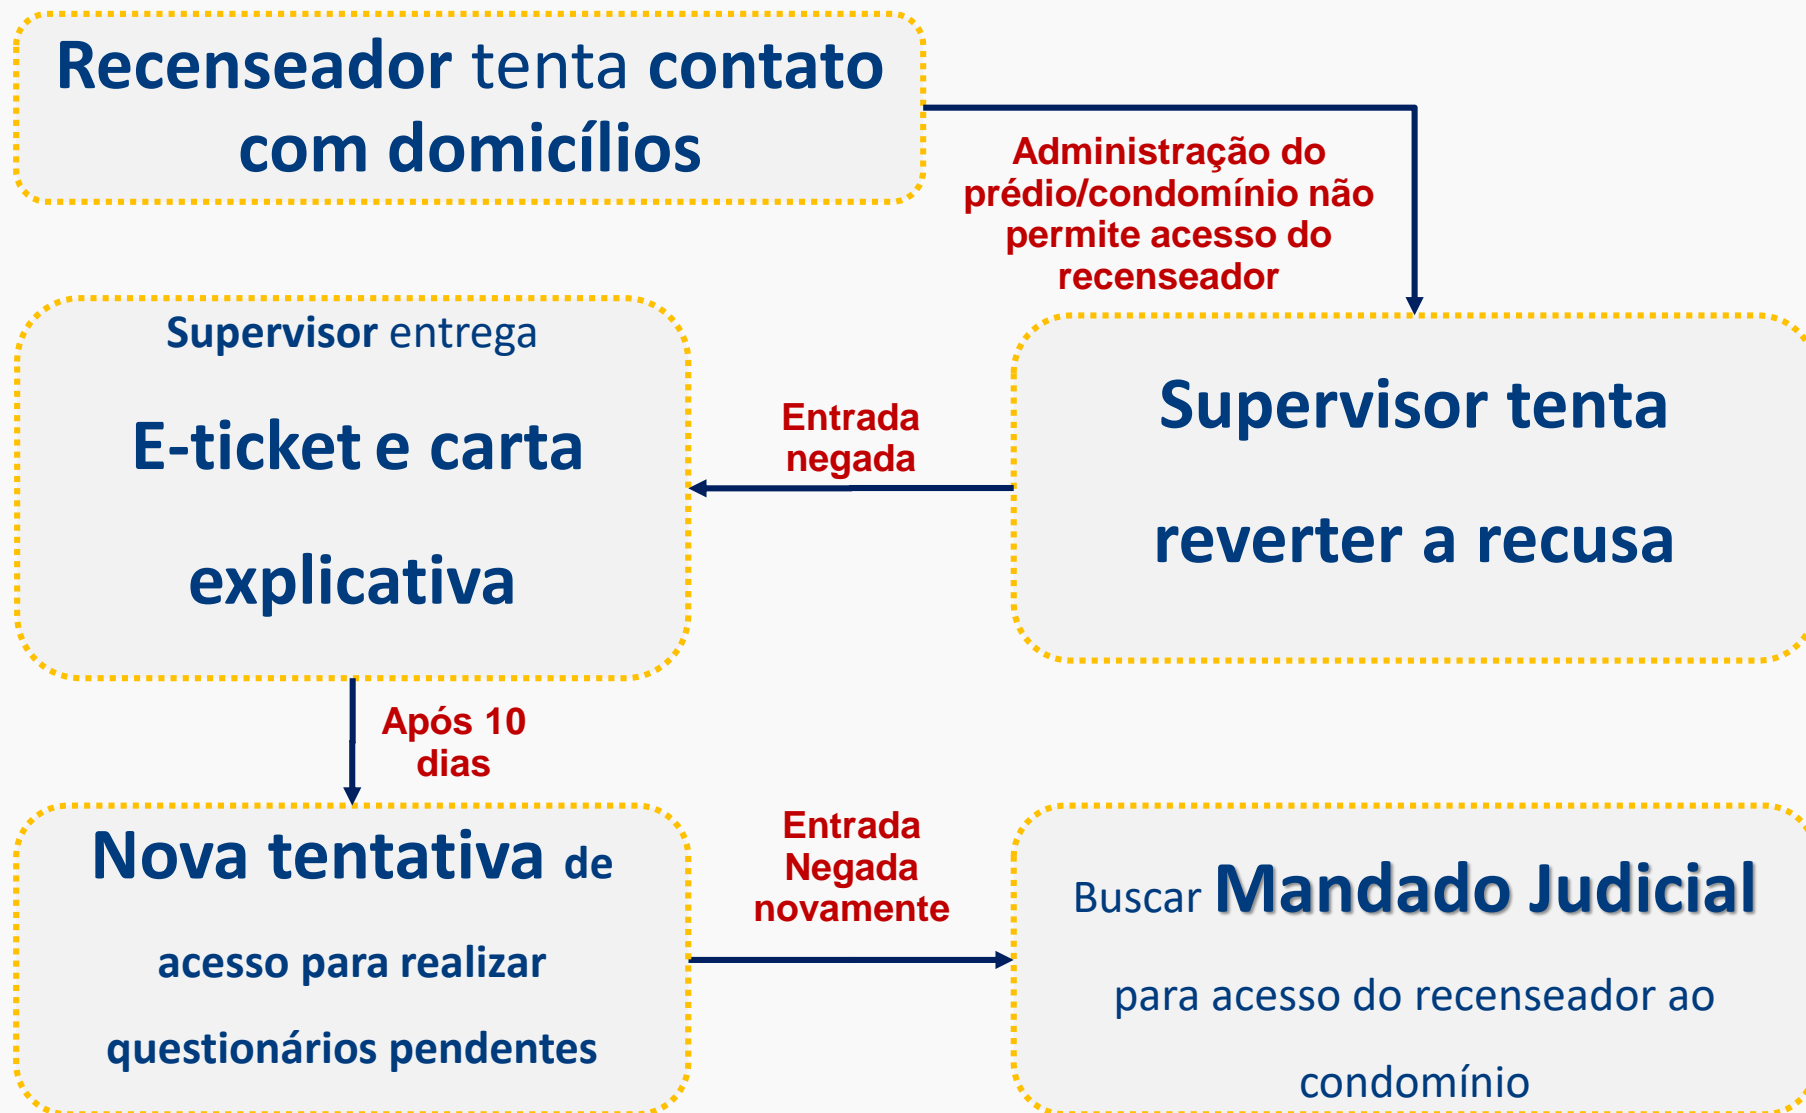 Recenseador tenta contato
com domicílios
Administração do
prédio/condomínio não
permite acesso do
recenseador
Supervisor tenta
reverter a recusa
Entrada
negada
Supervisor entrega
E-ticket e carta
explicativa
Após 10
dias
Nova tentativa de
acesso para realizar
questionários pendentes
Entrada
Negada
novamente
Buscar Mandado Judicial
para acesso do recenseador ao
condomínio